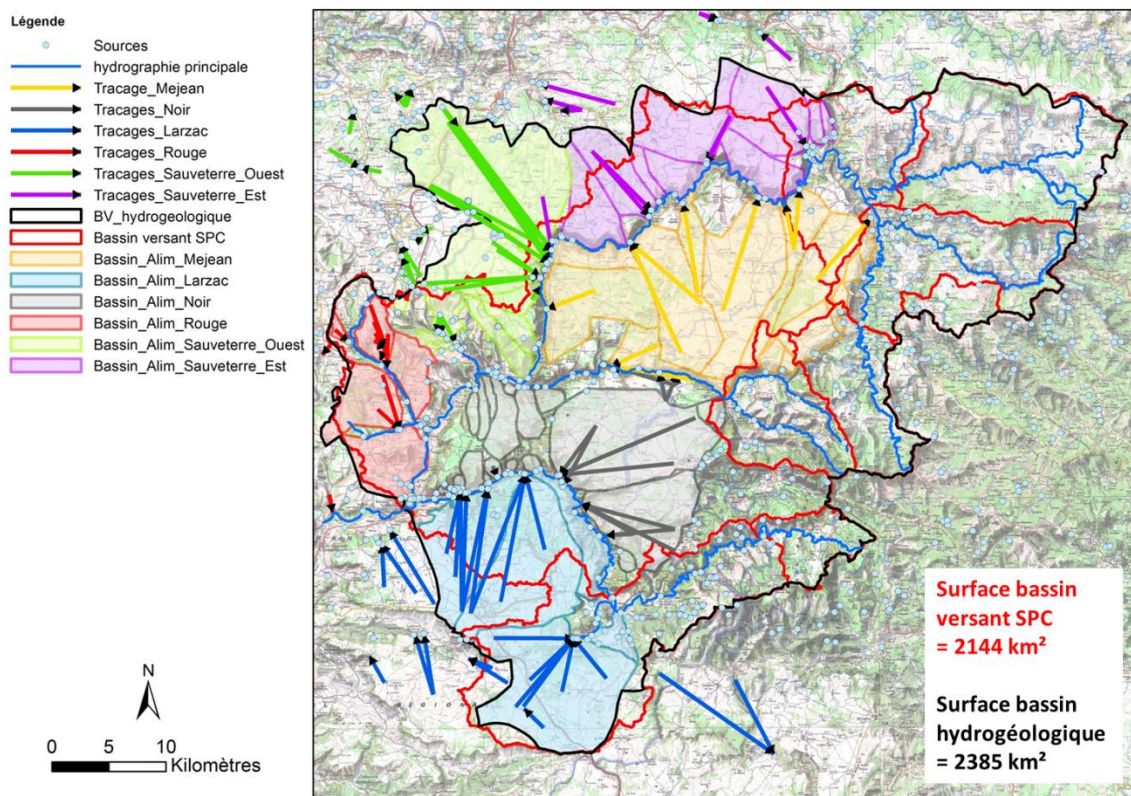 Légende
Sources
hydrographie principale
Tracage_Mejean
Tracages_Noir
Tracages_Larzac
Tracages_Rouge
Tracages_Sauveterre_Ouest
Tracages_Sauveterre_Est
BV_hydrogeologique
Bassin versant SPC
Bassin_Alim_Mejean
Bassin_Alim_Larzac
Bassin_Alim_Noir
Bassin_Alim_Rouge
Bassin_Alim_Sauveterre_Ouest
Bassin_Alim_Sauveterre_Est
N
0 5 10
Kilomètres
Surface bassin
versant SPC
= 2144 km²
Surface bassin
hydrogéologique
= 2385 km²